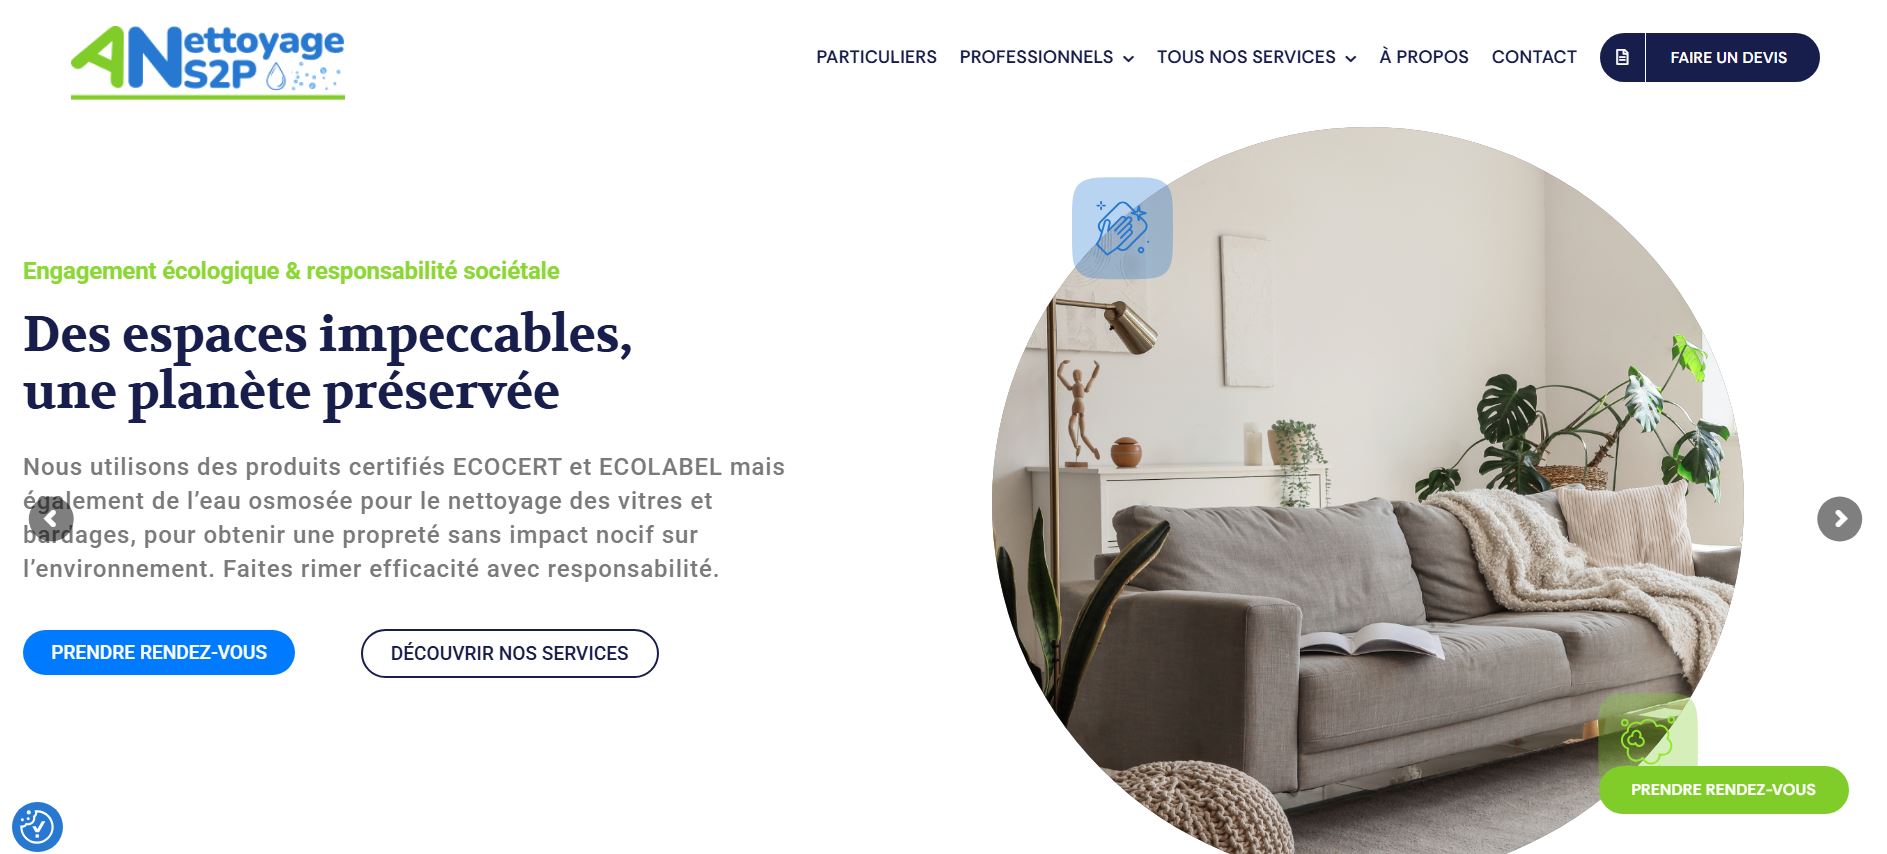 ANettoyage
S2P
PARTICULIERS PROFESSIONNELS TOUS NOS SERVICES À PROPOS CONTACT FAIRE UN DEVIS
Engagement écologique & responsabilité sociétale
Des espaces impeccables,
une planète préservée
Nous utilisons des produits certifiés ECOCERT et ECOLABEL mais
également de l’eau osmosée pour le nettoyage des vitres et
bardages, pour obtenir une propreté sans impact nocif sur
l’environnement. Faites rimer efficacité avec responsabilité.
PRENDRE RENDEZ-VOUS DÉCOUVRIR NOS SERVICES
PRENDRE RENDEZ-VOUS